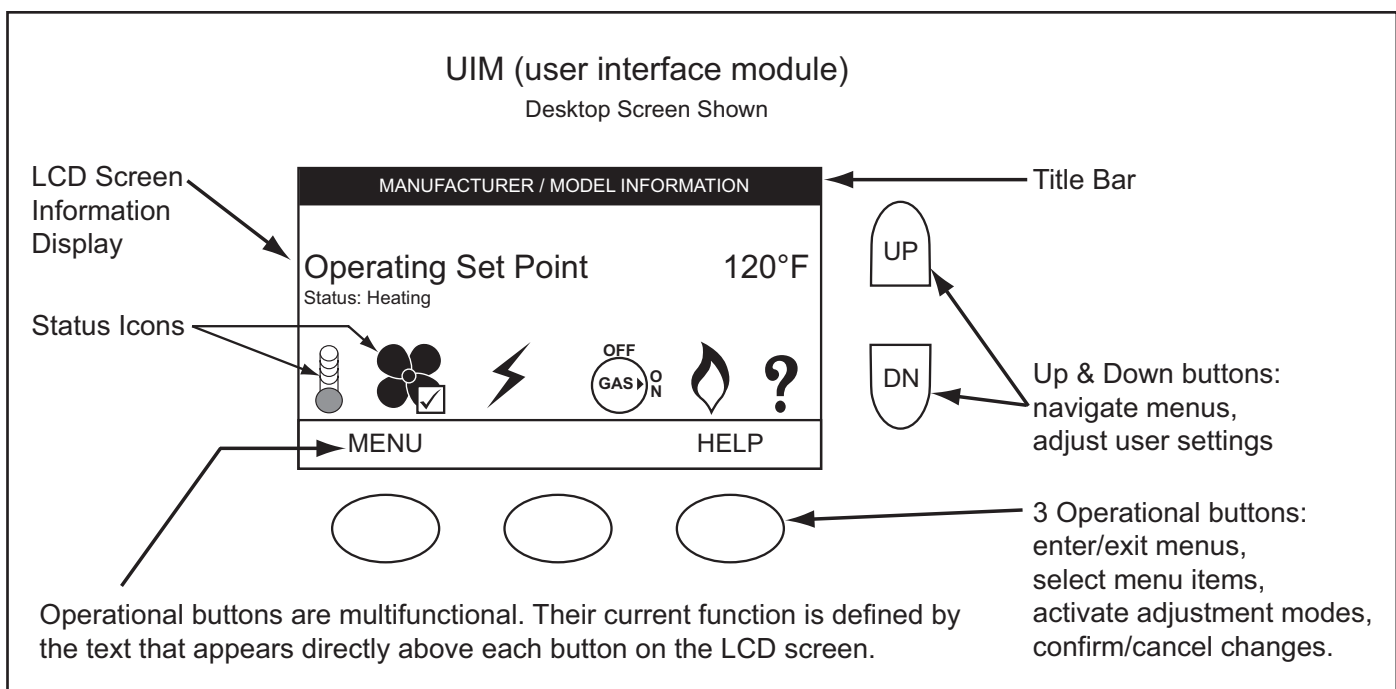 UIM (user interface module)
Desktop Screen Shown
LCD Screen
Information
Display
MANUFACTURER / MODEL INFORMATION
Title Bar
Operating Set Point 120°F
Status: Heating
UP
Status Icons
OFF
GAS
ON
?
DN
Up & Down buttons:
navigate menus,
adjust user settings
MENU HELP
3 Operational buttons:
enter/exit menus,
select menu items,
activate adjustment modes,
confirm/cancel changes.
Operational buttons are multifunctional. Their current function is defined by
the text that appears directly above each button on the LCD screen.